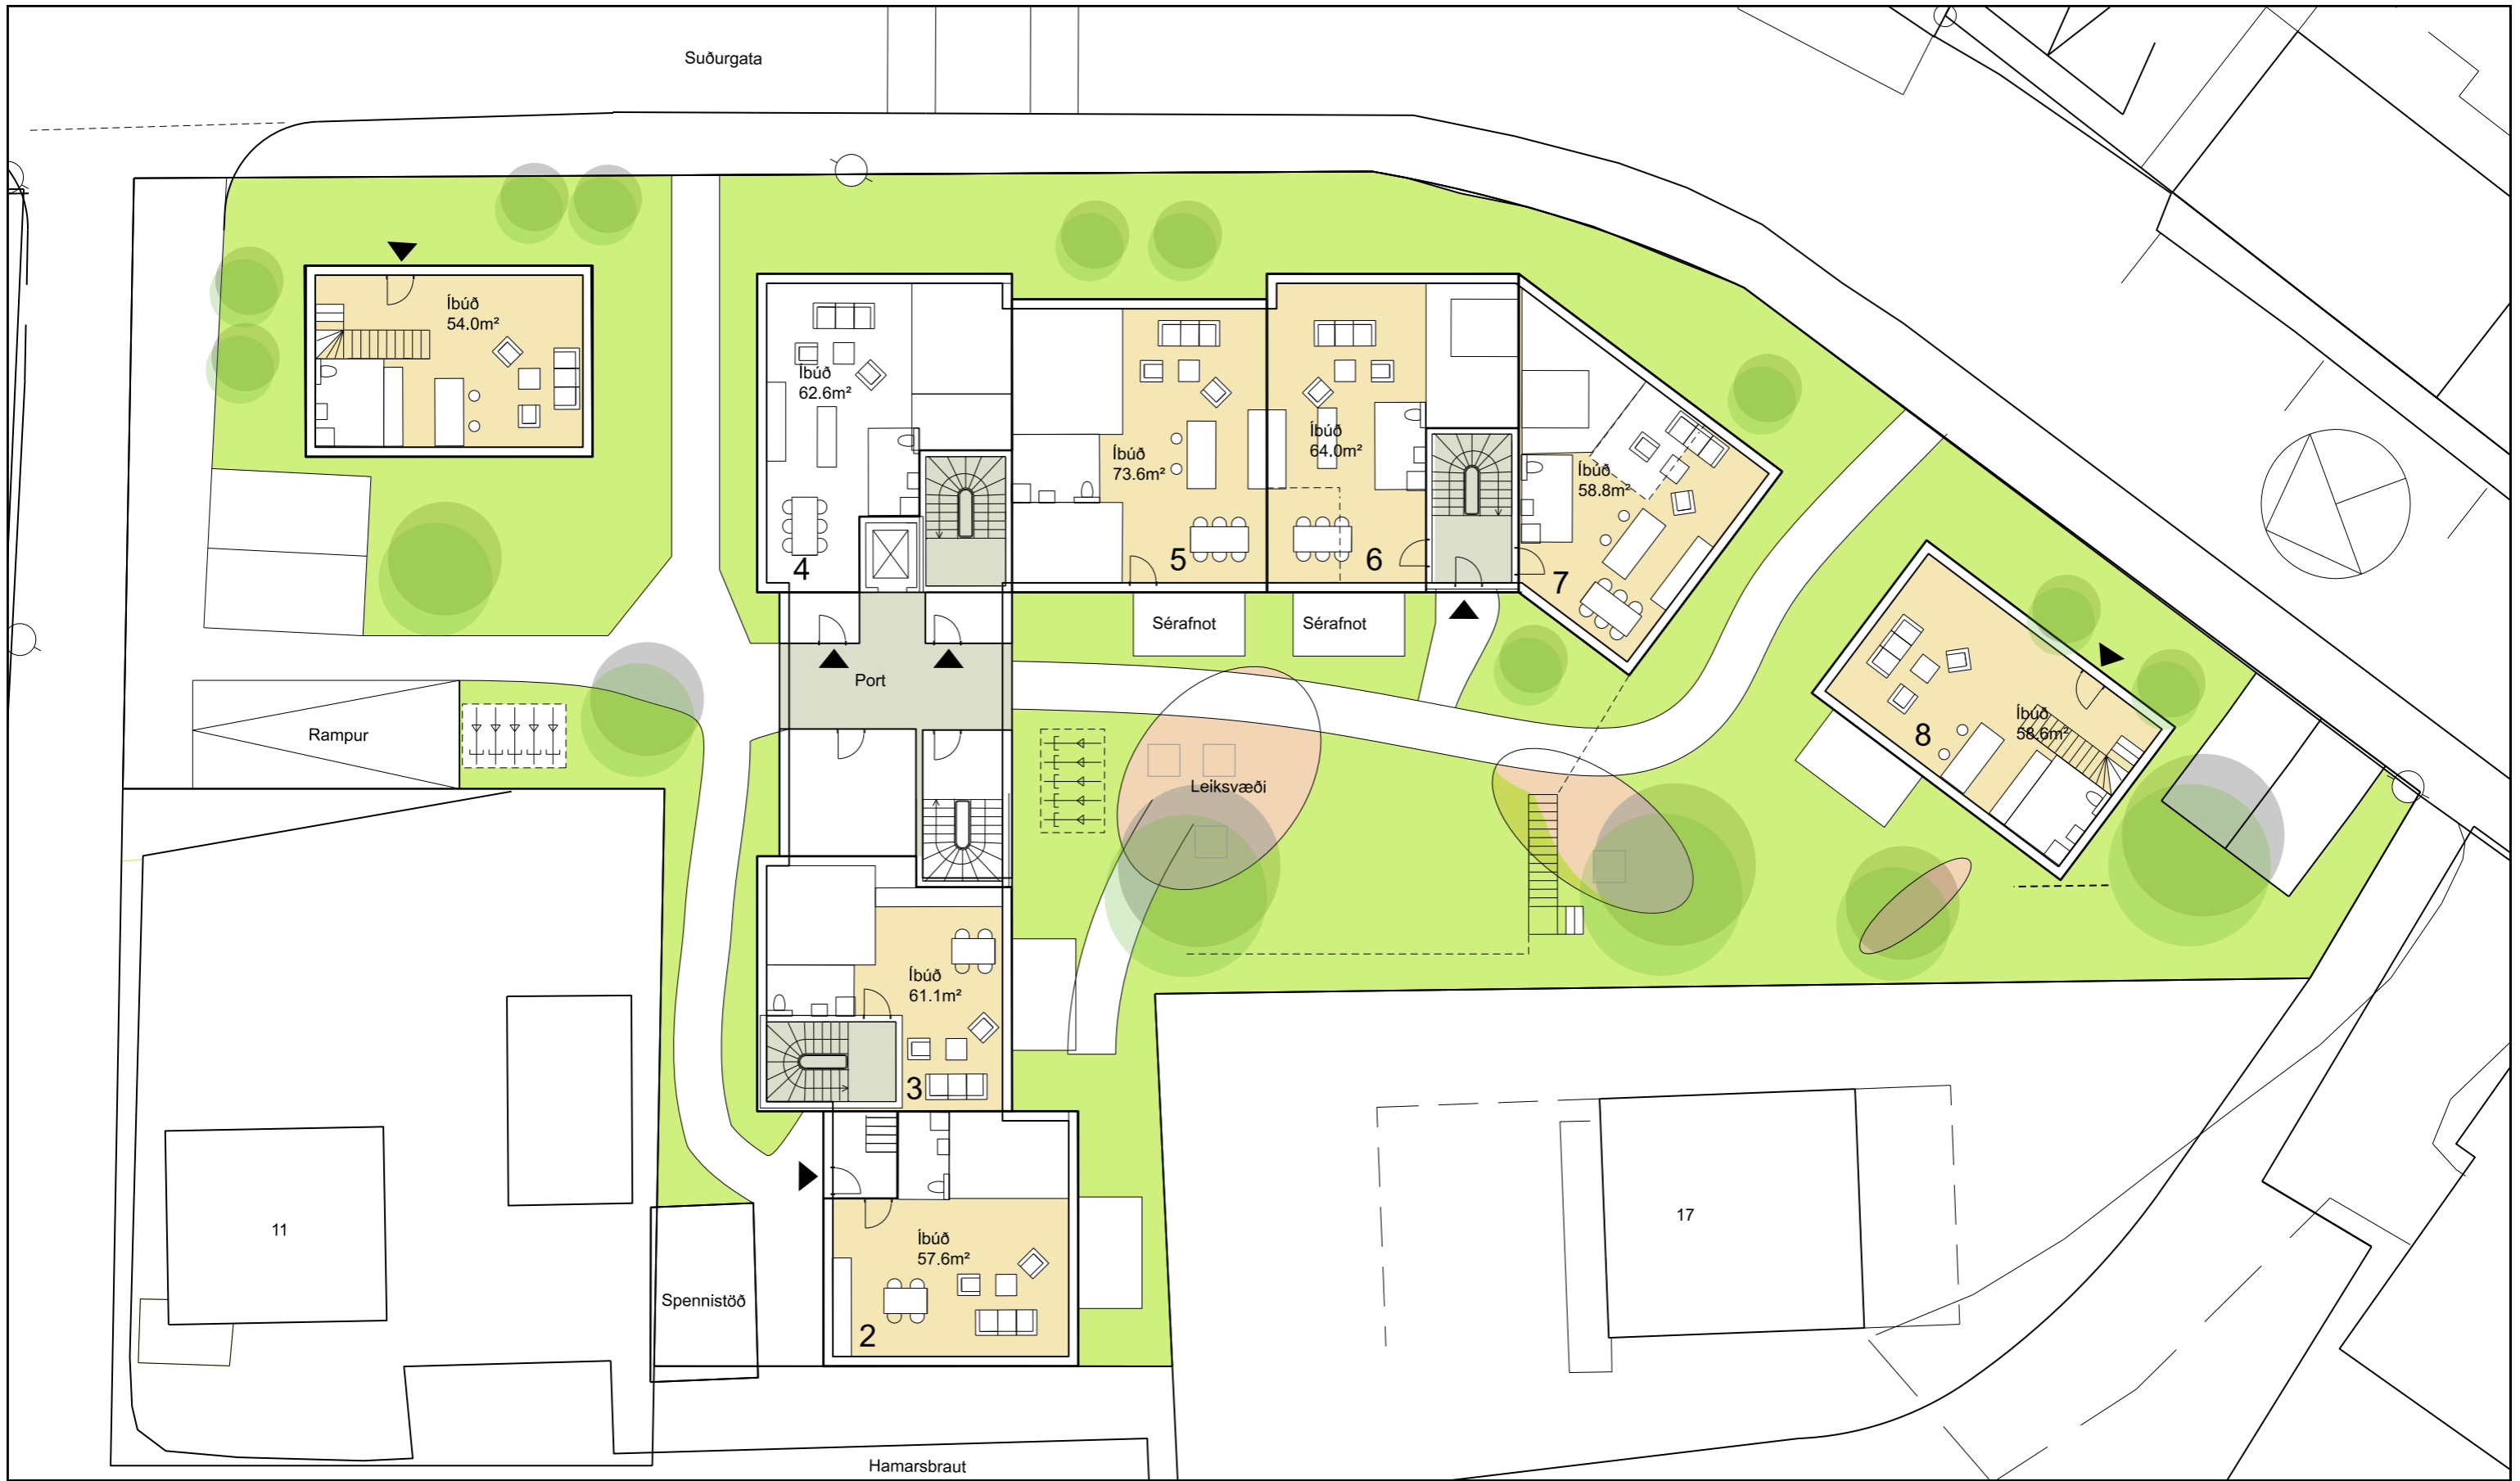 Suðurgata
Íbúð
54.0m²
Íbúð
62.6m²
4
Íbúð
73.6m²
5
Íbúð
64.0m²
6
Íbúð
58.8m²
7
Sérafnot
Sérafnot
Port
Rampur
Leiksvæði
Íbúð
58.6m²
8
Íbúð
61.1m²
3
11
17
Íbúð
57.6m²
2
Spennistöð
Hamarsbraut